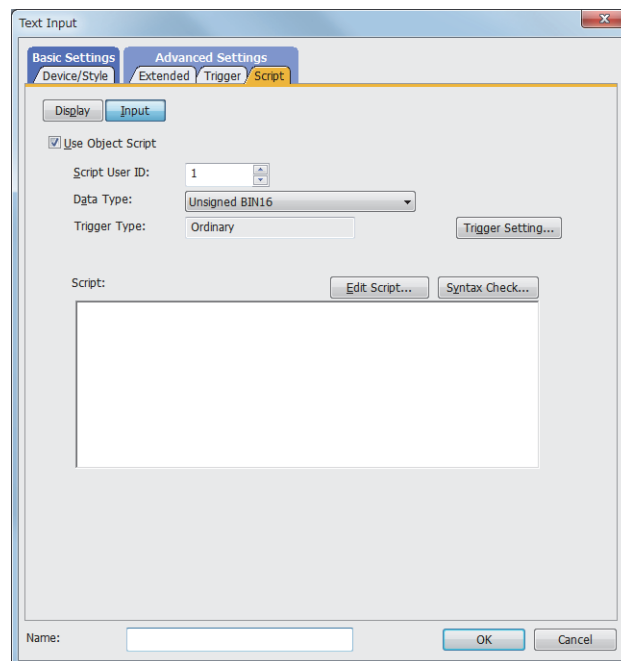 Text Input
Basic Settings Advanced Settings
Device/Style Extended Trigger Script
Display Input
Use Object Script
Script User ID: 1
Data Type: Unsigned BIN16
Trigger Type: Ordinary Trigger Setting...
Script: Edit Script... Syntax Check...
Name: OK Cancel